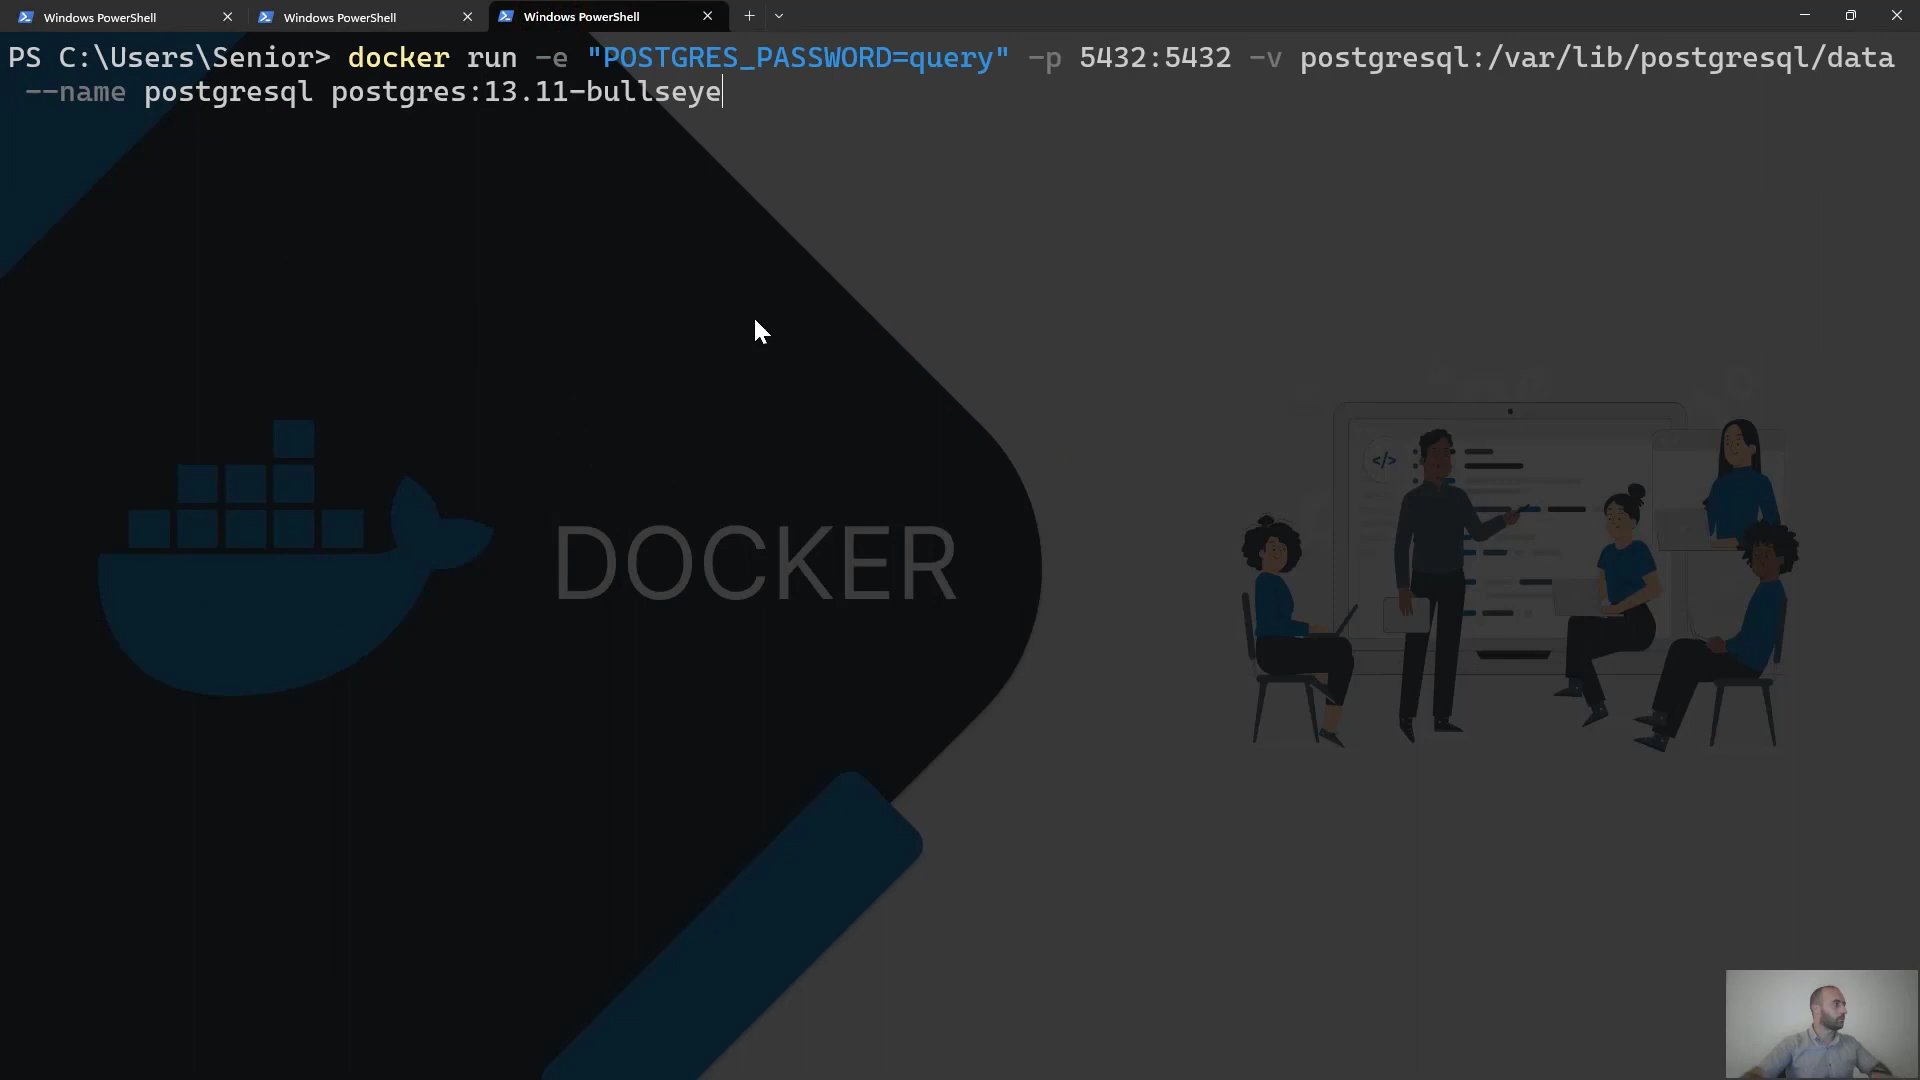 Windows PowerShell
Windows PowerShell
Windows PowerShell
PS C:\Users\Senior> docker run -e "POSTGRES_PASSWORD=query" -p 5432:5432 -v postgresql:/var/lib/postgresql/data
--name postgresql postgres:13.11-bullseye
</>
DOCKER